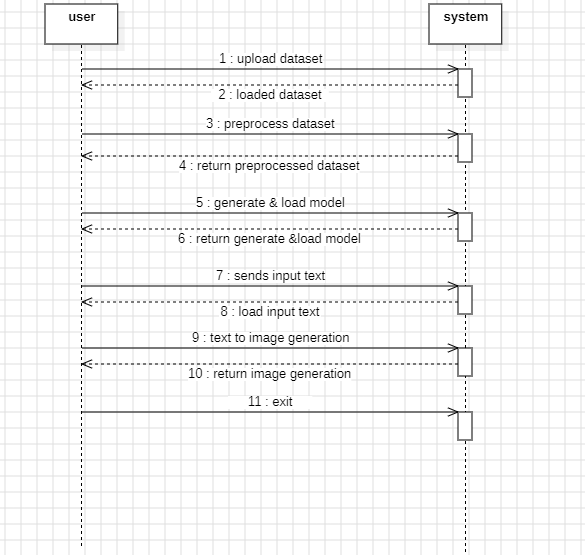 user
system
1 : upload dataset
2 : loaded dataset
3 : preprocess dataset
4 : return preprocessed dataset
5 : generate & load model
6 : return generate &load model
7 : sends input text
8 : load input text
9 : text to image generation
10 : return image generation
11 : exit